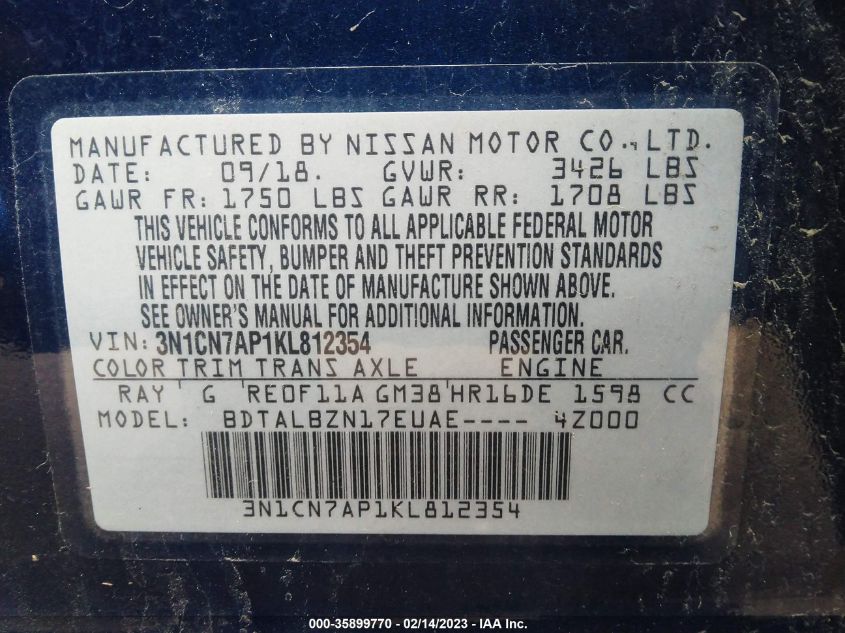 MANUFACTURED BY NISSAN MOTOR CO., LTD.
DATE: 09/18. GVWR: 3426 LBS
GAWR FR: 1750 LBS GAWR RR: 1708 LBS
THIS VEHICLE CONFORMS TO ALL APPLICABLE FEDERAL MOTOR
VEHICLE SAFETY, BUMPER AND THEFT PREVENTION STANDARDS
IN EFFECT ON THE DATE OF MANUFACTURE SHOWN ABOVE.
SEE OWNER'S MANUAL FOR ADDITIONAL INFORMATION.
VIN: 3N1CN7AP1KL812354 PASSENGER CAR.
COLOR TRIM TRANS AXLE ENGINE
RAY G RE0F11A GM38 HR16DE 1598 CC
MODEL: BDTALBZN17EUAE---- 4Z000
3N1CN7AP1KL812354
000-35899770 - 02/14/2023 - IAA Inc.